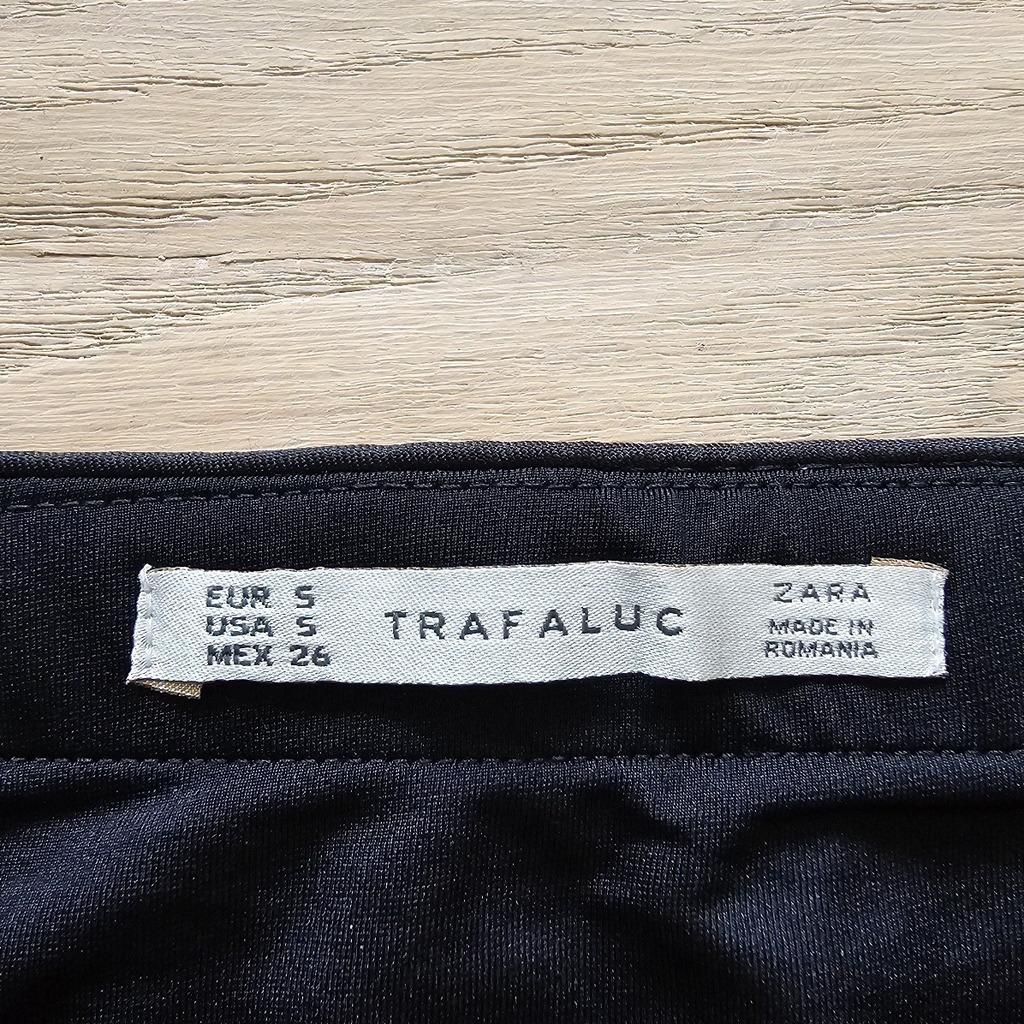 EUR S
USA S
MEX 26
TRAFALUC
ZARA
MADE IN
ROMANIA